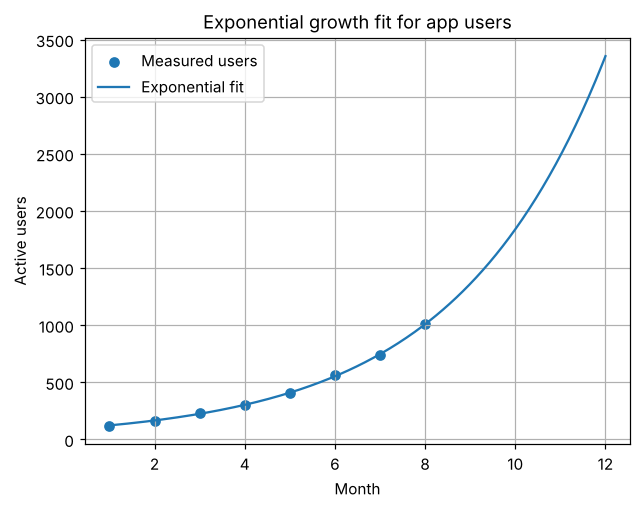 Exponential growth fit for app users
Measured users
Exponential fit
3500
3000
2500
2000
1500
1000
500
0
Active users
2 4 6 8 10 12
Month